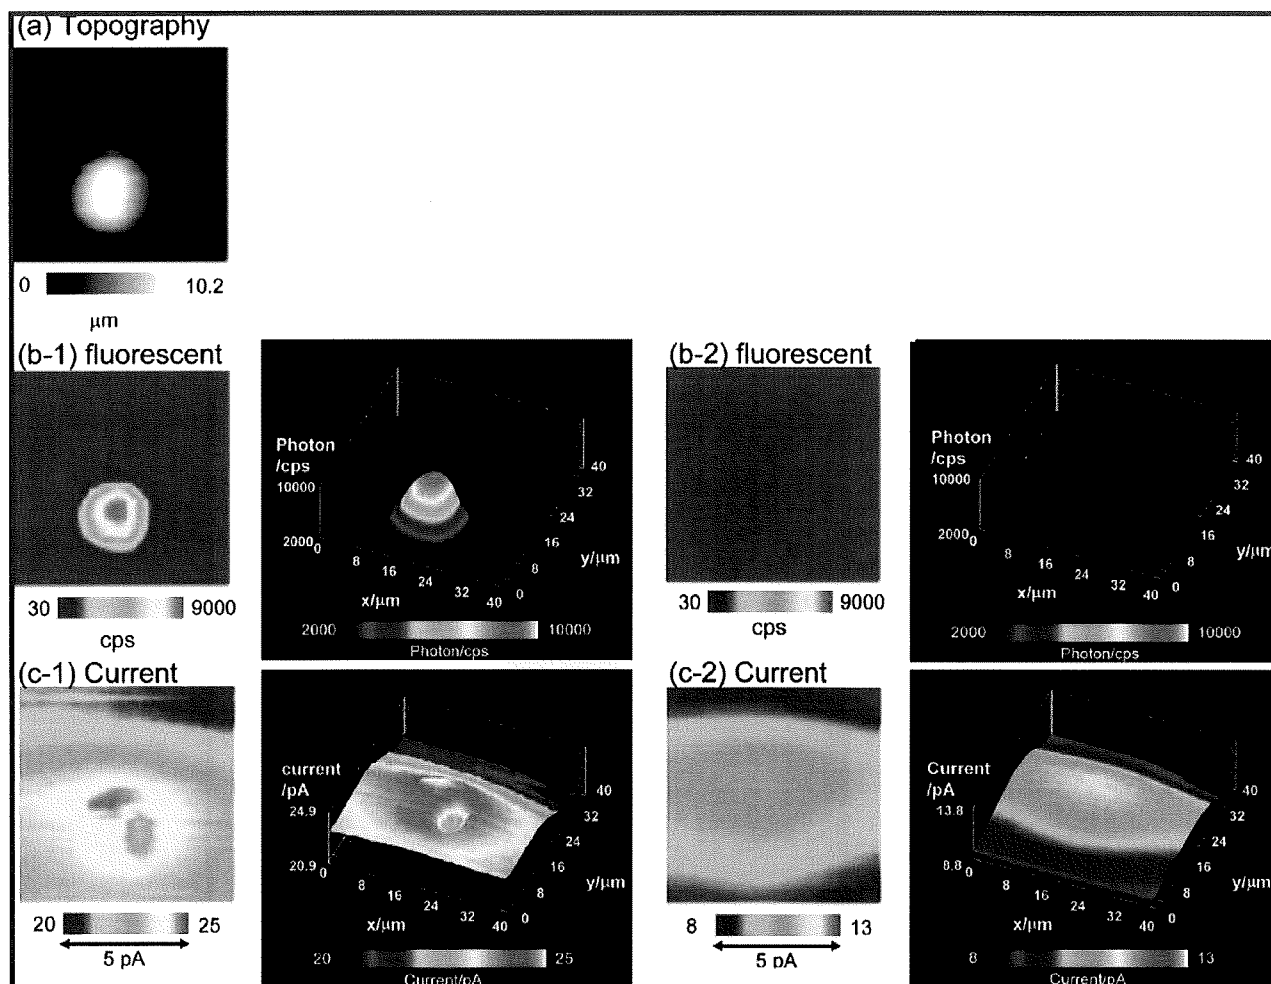 (a) Topography
0 10.2
μm
(b-1) fluorescent
Photon
/cps
10000
2000
0 8 16 24 32 40
x/μm
0 8 16 24 32 40
y/μm
2000 10000
Photon/cps
30 9000
cps
(b-2) fluorescent
Photon
/cps
10000
2000
0 8 16 24 32 40
x/μm
0 8 16 24 32 40
y/μm
2000 10000
Photon/cps
30 9000
cps
(c-1) Current
current
/pA
24.9
20.9
0 8 16 24 32 40
x/μm
0 8 16 24 32 40
y/μm
20 25
Current/pA
20 25
5 pA
(c-2) Current
Current
/pA
13.8
8.8
0 8 16 24 32 40
x/μm
0 8 16 24 32 40
y/μm
8 13
Current/pA
8 13
5 pA